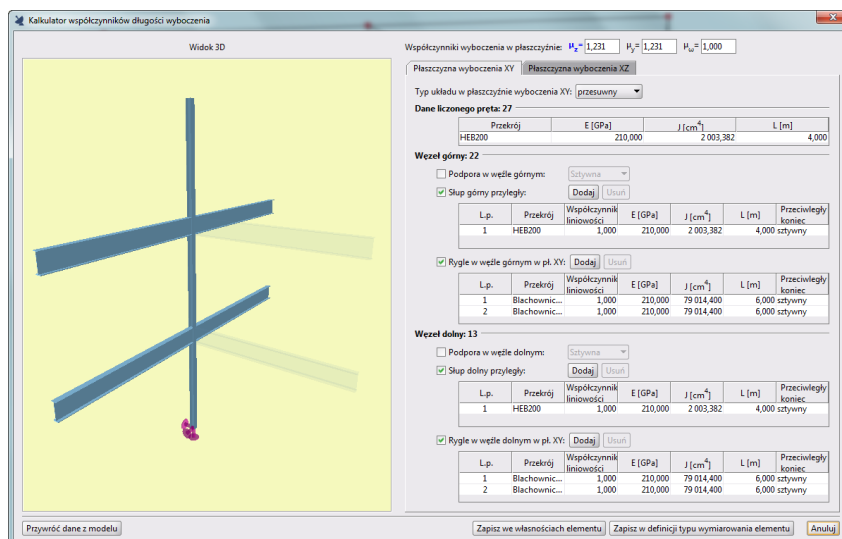 Kalkulator współczynników długości wyboczenia
Widok 3D
Współczynniki wyboczenia w płaszczyźnie: μz= 1,231 μy= 1,231 μω= 1,000
Płaszczyzna wyboczenia XY Płaszczyzna wyboczenia XZ
Typ układu w płaszczyźnie wyboczenia XY: przesuwny
Dane liczonego pręta: 27
Przekrój E [GPa] J [cm4] L [m]
HEB200 210,000 2 003,382 4,000
Węzeł górny: 22
Podpora w węźle górnym: Sztywna
Słup górny przyległy: Dodaj Usuń
L.p. Przekrój Współczynnik liniowości E [GPa] J [cm4] L [m] Przeciwległy koniec
1 HEB200 1,000 210,000 2 003,382 4,000 sztywny
Rygle w węźle górnym w pł. XY: Dodaj Usuń
L.p. Przekrój Współczynnik liniowości E [GPa] J [cm4] L [m] Przeciwległy koniec
1 Blachownic... 1,000 210,000 79 014,400 6,000 sztywny
2 Blachownic... 1,000 210,000 79 014,400 6,000 sztywny
Węzeł dolny: 13
Podpora w węźle dolnym: Sztywna
Słup dolny przyległy: Dodaj Usuń
L.p. Przekrój Współczynnik liniowości E [GPa] J [cm4] L [m] Przeciwległy koniec
1 HEB200 1,000 210,000 2 003,382 4,000 sztywny
Rygle w węźle dolnym w pł. XY: Dodaj Usuń
L.p. Przekrój Współczynnik liniowości E [GPa] J [cm4] L [m] Przeciwległy koniec
1 Blachownic... 1,000 210,000 79 014,400 6,000 sztywny
2 Blachownic... 1,000 210,000 79 014,400 6,000 sztywny
Przywróć dane z modelu Zapisz we własnościach elementu Zapisz w definicji typu wymiarowania elementu Anuluj